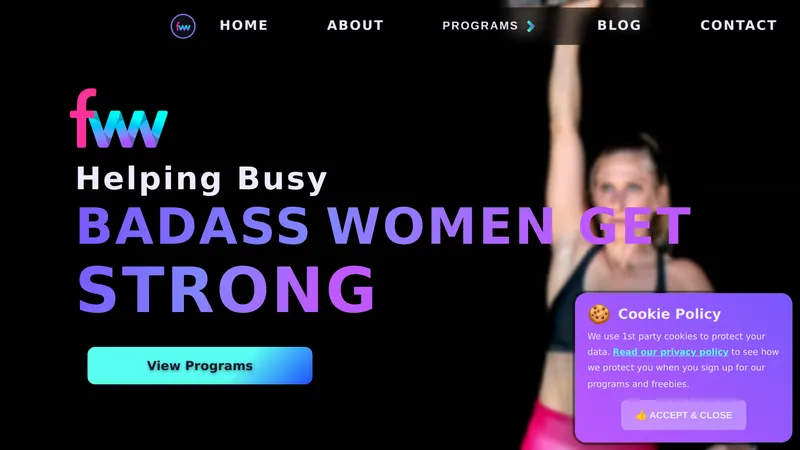 fww
HOME
ABOUT
PROGRAMS
BLOG
CONTACT
fww
Helping Busy
BADASS WOMEN GET
STRONG
View Programs
🍪 Cookie Policy
We use 1st party cookies to protect your
data. Read our privacy policy to see how
we protect you when you sign up for our
programs and freebies.
👍 ACCEPT & CLOSE